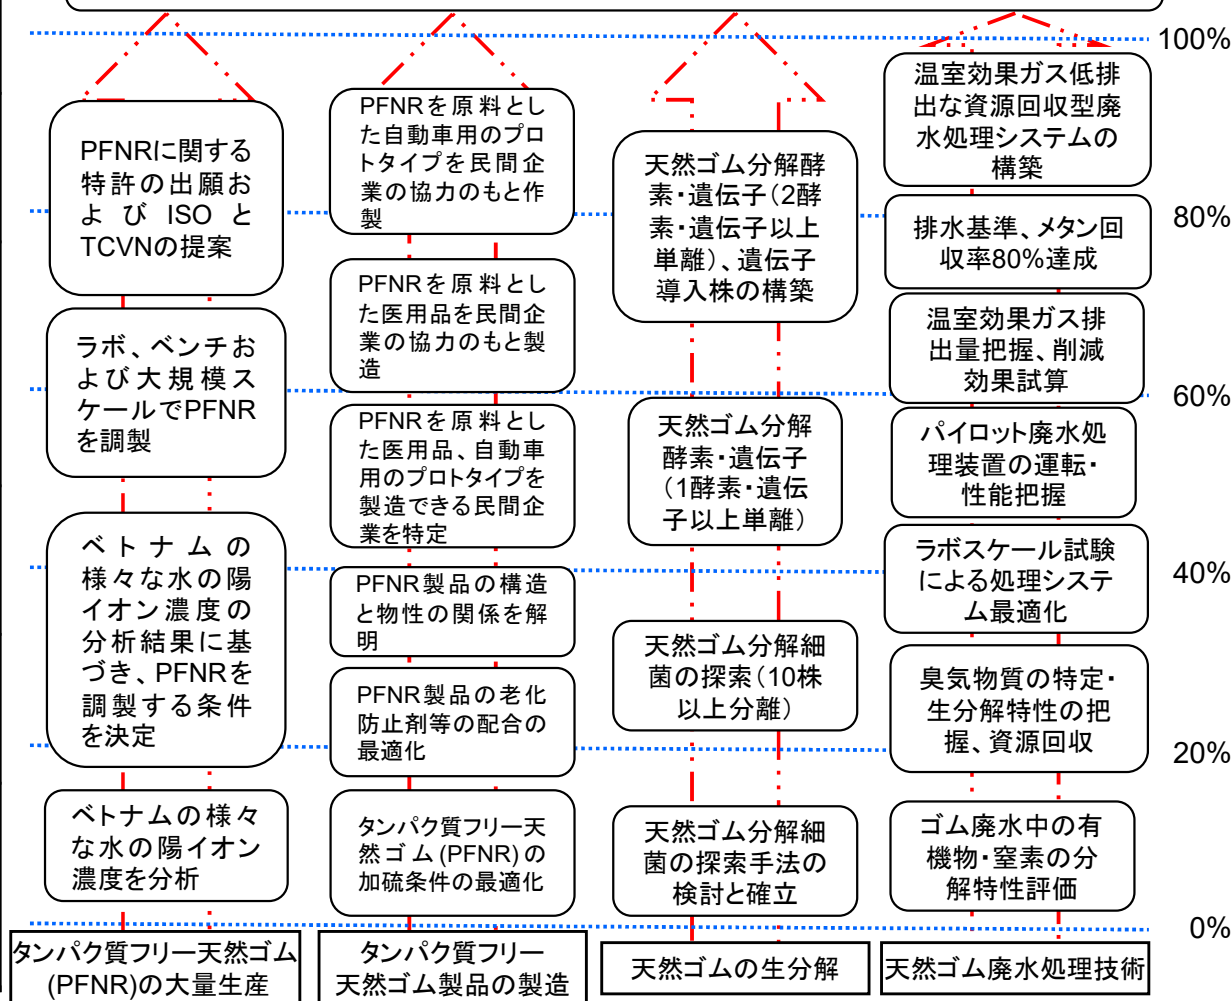 100%
PFNRに関する
特許の出願お
よび ISO と
TCVNの提案
ラボ、ベンチお
よび大規模ス
ケールでPFNR
を調製
ベトナムの
様々な水の陽
イオン濃度の
分析結果に基
づき、PFNRを
調製する条件
を決定
ベトナムの様々
な水の陽イオン
濃度を分析
タンパク質フリー天然ゴム
(PFNR)の大量生産
PFNRを原料とし
た自動車用のプロ
トタイプを民間企
業の協力のもと作
製
PFNRを原料とし
た医用品を民間企
業の協力のもと製
造
PFNRを原料とし
た医用品、自動車
用のプロトタイプを
製造できる民間企
業を特定
PFNR製品の構造
と物性の関係を解
明
PFNR製品の老化
防止剤等の配合の
最適化
タンパク質フリー天
然ゴム(PFNR)の
加硫条件の最適化
タンパク質フリー
天然ゴム製品の製造
天然ゴム分解酵
素・遺伝子(2酵
素・遺伝子以上
単離)、遺伝子
導入株の構築
天然ゴム分解
酵素・遺伝子
(1酵素・遺伝
子以上単離)
天然ゴム分解細
菌の探索(10株
以上分離)
天然ゴム分解細
菌の探索手法の
検討と確立
天然ゴムの生分解
温室効果ガス低排
出な資源回収型廃
水処理システムの
構築
排水基準、メタン回
収率80%達成
温室効果ガス排
出量把握、削減
効果試算
パイロット廃水処
理装置の運転・
性能把握
ラボスケール試験
による処理システ
ム最適化
臭気物質の特定・
生分解特性の把
握、資源回収
ゴム廃水中の有
機物・窒素の分
解特性評価
天然ゴム廃水処理技術
80%
60%
40%
20%
0%